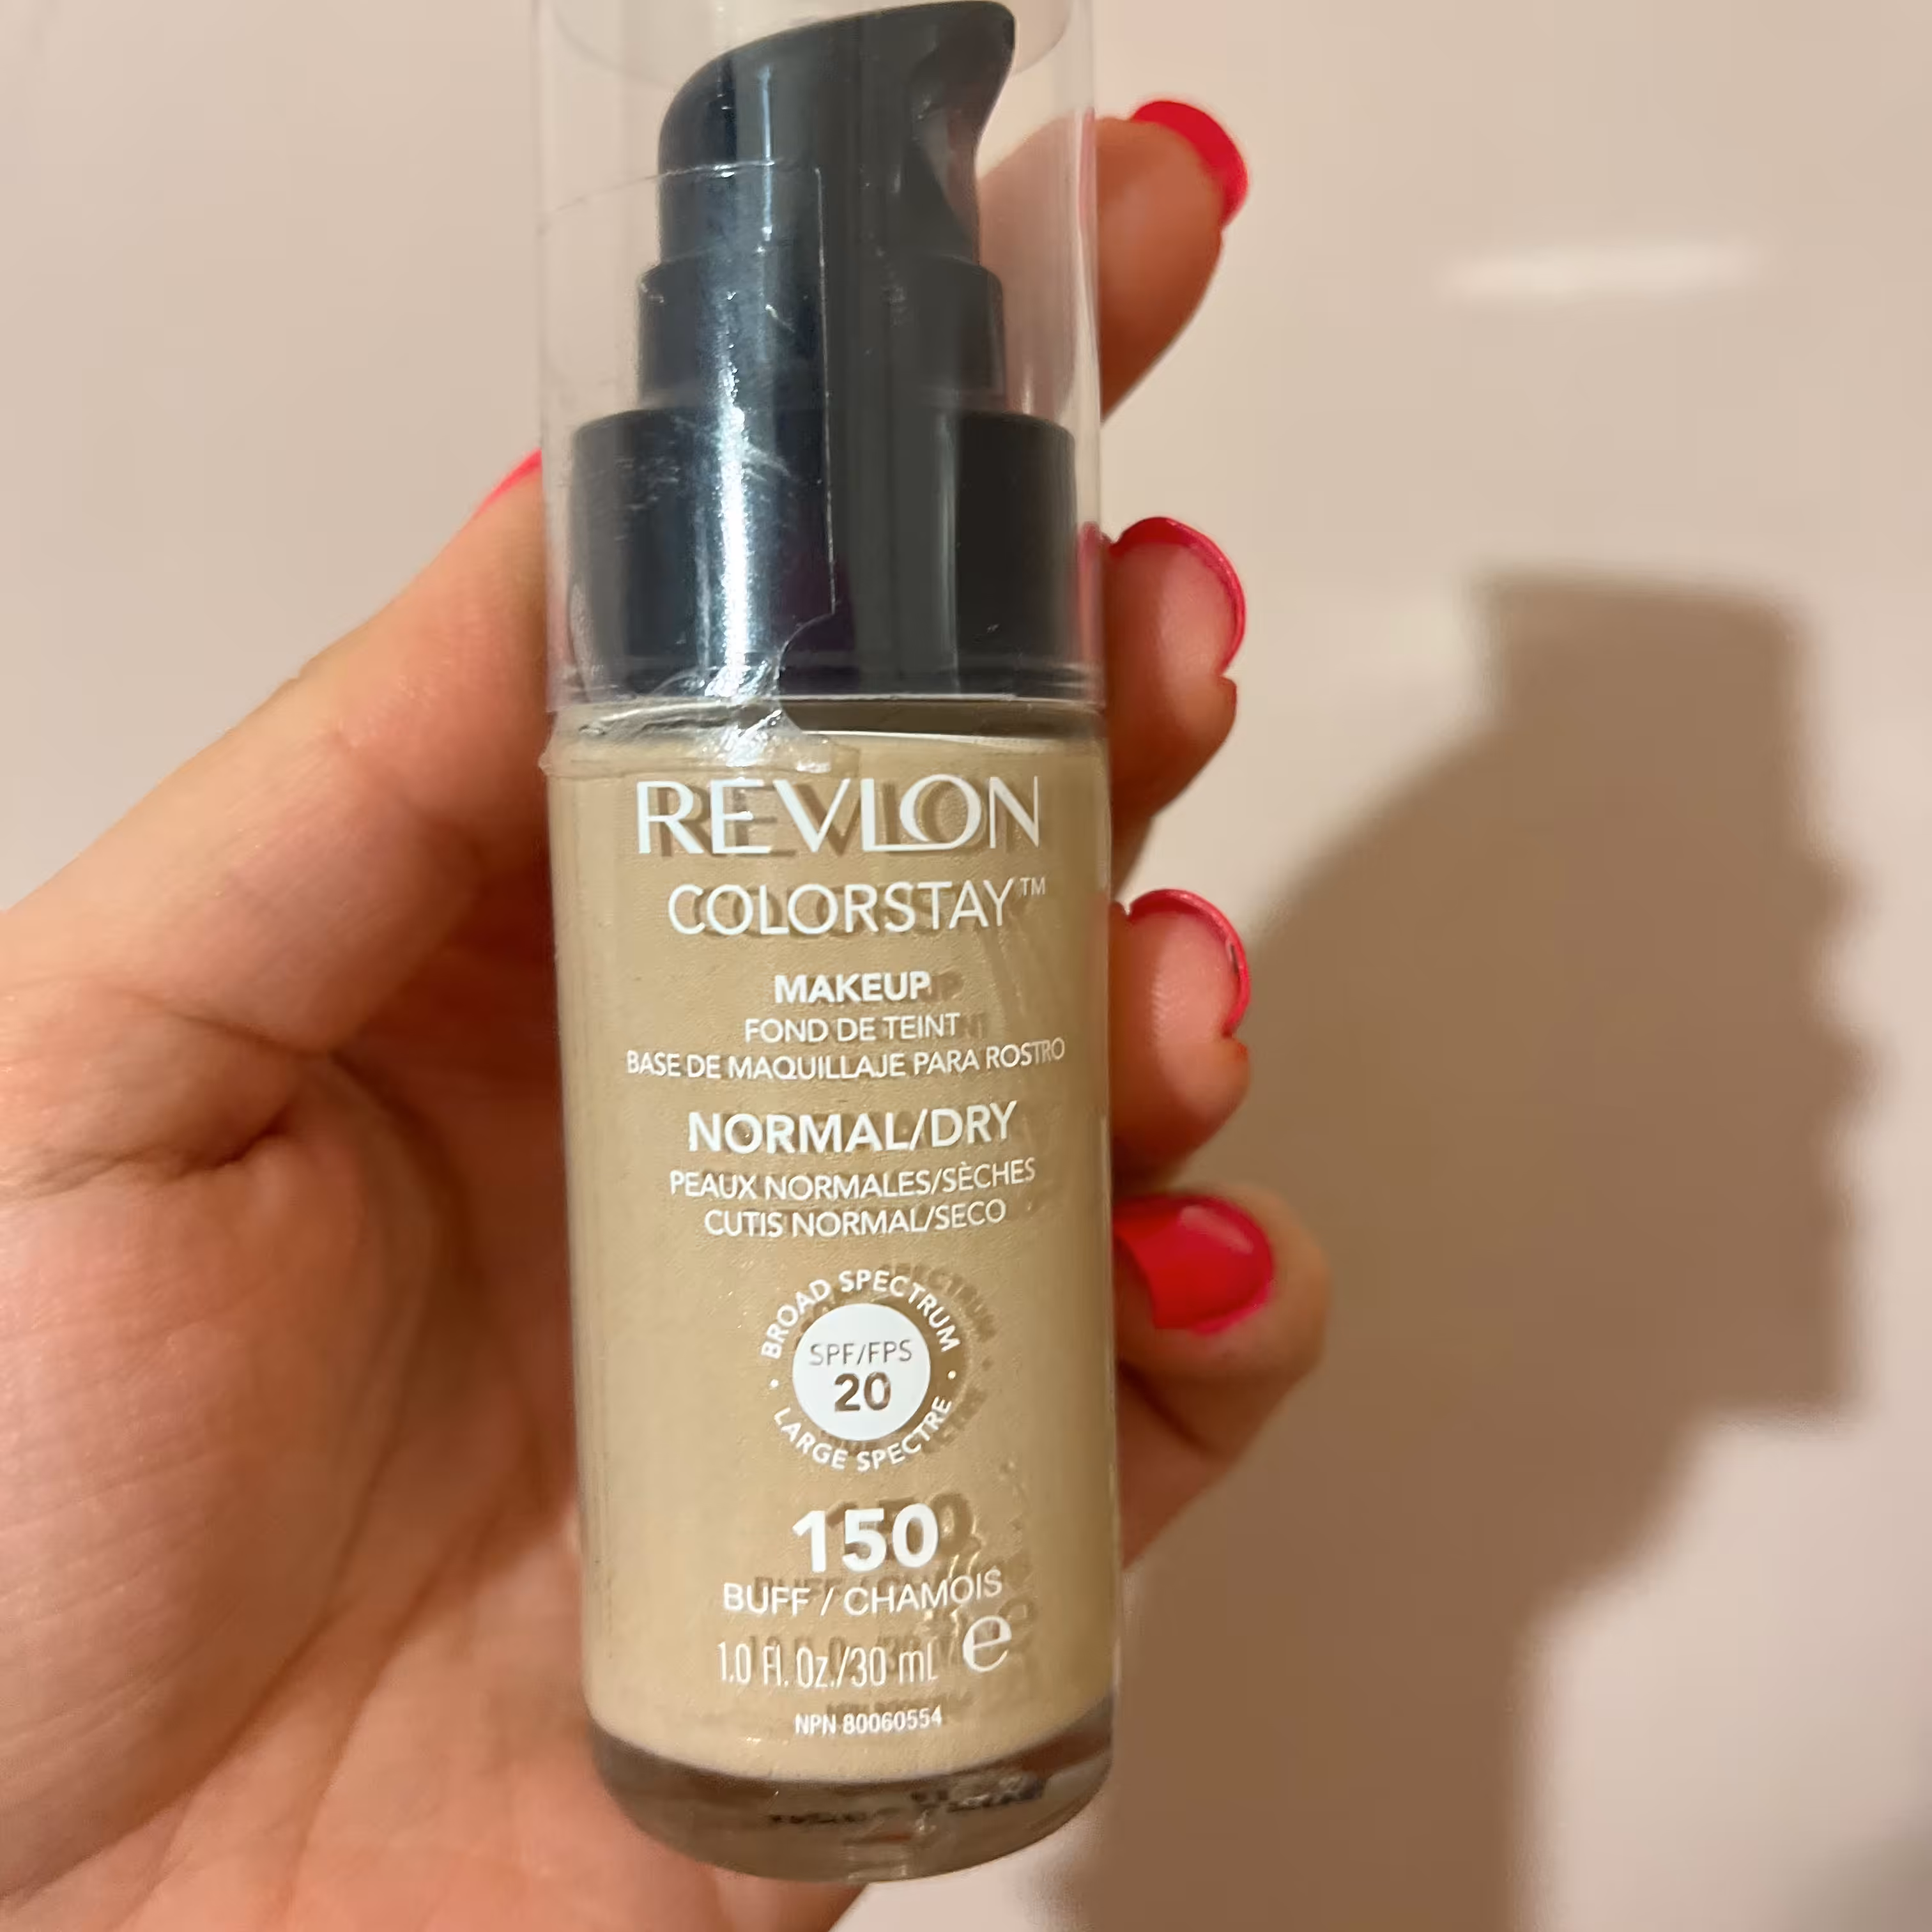 REVLON
COLORSTAY™
MAKEUP
FOND DE TEINT
BASE DE MAQUILLAJE PARA ROSTRO
NORMAL/DRY
PEAUX NORMALES/SÈCHES
CUTIS NORMAL/SECO
BROAD SPECTRUM
SPF/FPS
20
LARGE SPECTRE
150
BUFF / CHAMOIS
1.0 Fl. Oz./30 mL e
NPN 80060554